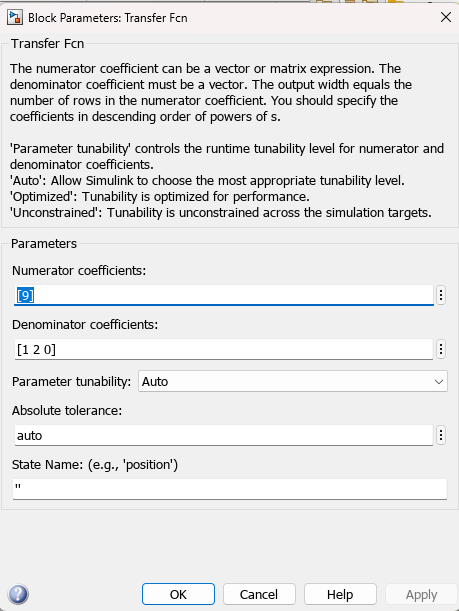 Block Parameters: Transfer Fcn
Transfer Fcn
The numerator coefficient can be a vector or matrix expression. The
denominator coefficient must be a vector. The output width equals the
number of rows in the numerator coefficient. You should specify the
coefficients in descending order of powers of s.
'Parameter tunability' controls the runtime tunability level for numerator and
denominator coefficients.
'Auto': Allow Simulink to choose the most appropriate tunability level.
'Optimized': Tunability is optimized for performance.
'Unconstrained': Tunability is unconstrained across the simulation targets.
Parameters
Numerator coefficients:
[9]
Denominator coefficients:
[1 2 0]
Parameter tunability: Auto
Absolute tolerance:
auto
State Name: (e.g., 'position')
''
? OK Cancel Help Apply